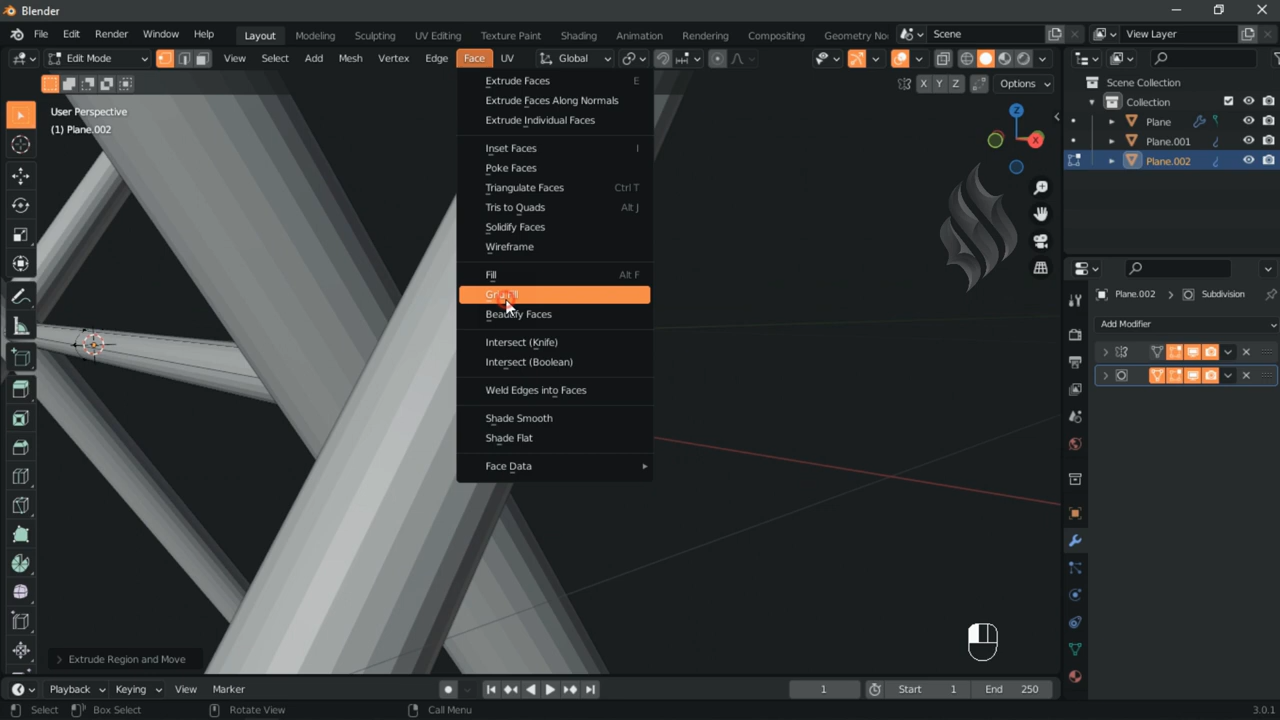 Blender
File Edit Render Window Help Layout Modeling Sculpting UV Editing Texture Paint Shading Animation Rendering Compositing Geometry No Scene View Layer
Edit Mode View Select Add Mesh Vertex Edge Face UV Global
X Y Z Options
User Perspective
(1) Plane.002
Extrude Faces E
Extrude Faces Along Normals
Extrude Individual Faces
Inset Faces I
Poke Faces
Triangulate Faces Ctrl T
Tris to Quads Alt J
Solidify Faces
Wireframe
Fill Alt F
Beautify Faces
Intersect (Knife)
Intersect (Boolean)
Weld Edges into Faces
Shade Smooth
Shade Flat
Face Data
Z
X
Scene Collection
Collection
Plane
Plane.001
Plane.002
Plane.002 Subdivision
Add Modifier
Extrude Region and Move
Playback Keying View Marker 1 Start 1 End 250
Select Box Select Rotate View Call Menu 3.0.1